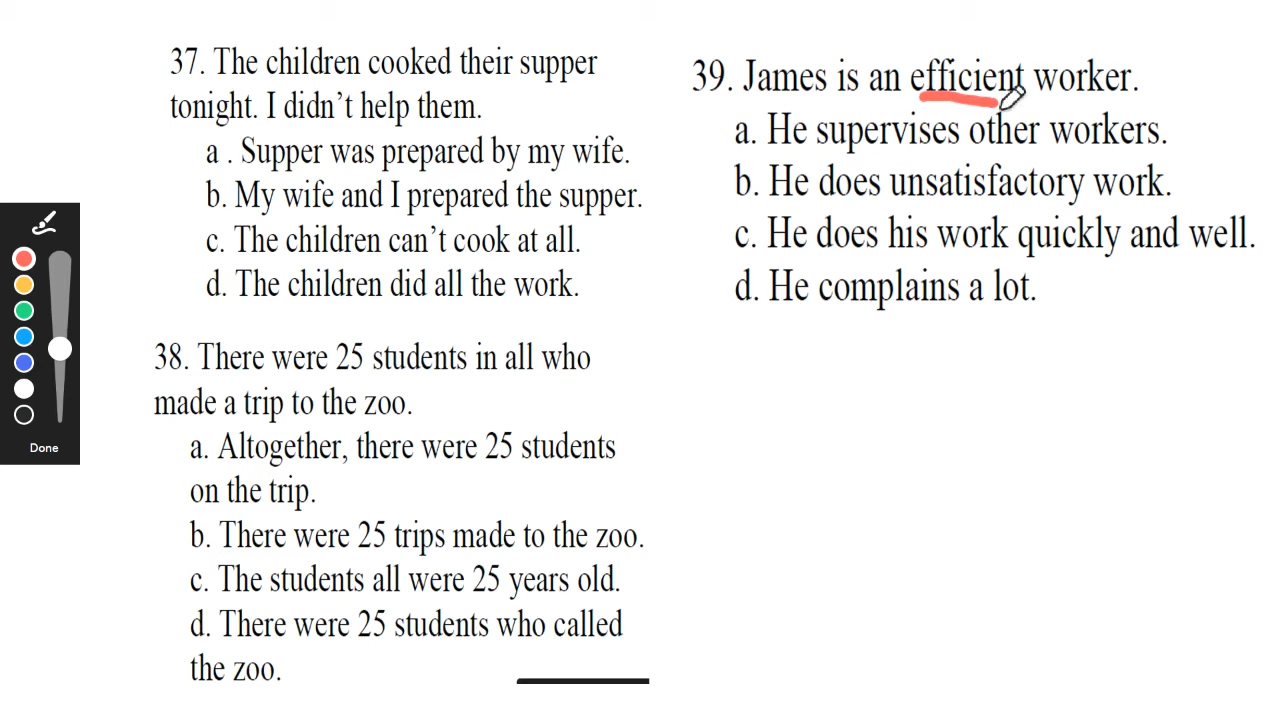 37. The children cooked their supper
tonight. I didn’t help them.
a . Supper was prepared by my wife.
b. My wife and I prepared the supper.
c. The children can’t cook at all.
d. The children did all the work.
38. There were 25 students in all who
made a trip to the zoo.
a. Altogether, there were 25 students
on the trip.
b. There were 25 trips made to the zoo.
c. The students all were 25 years old.
d. There were 25 students who called
the zoo.
39. James is an efficient worker.
a. He supervises other workers.
b. He does unsatisfactory work.
c. He does his work quickly and well.
d. He complains a lot.
Done